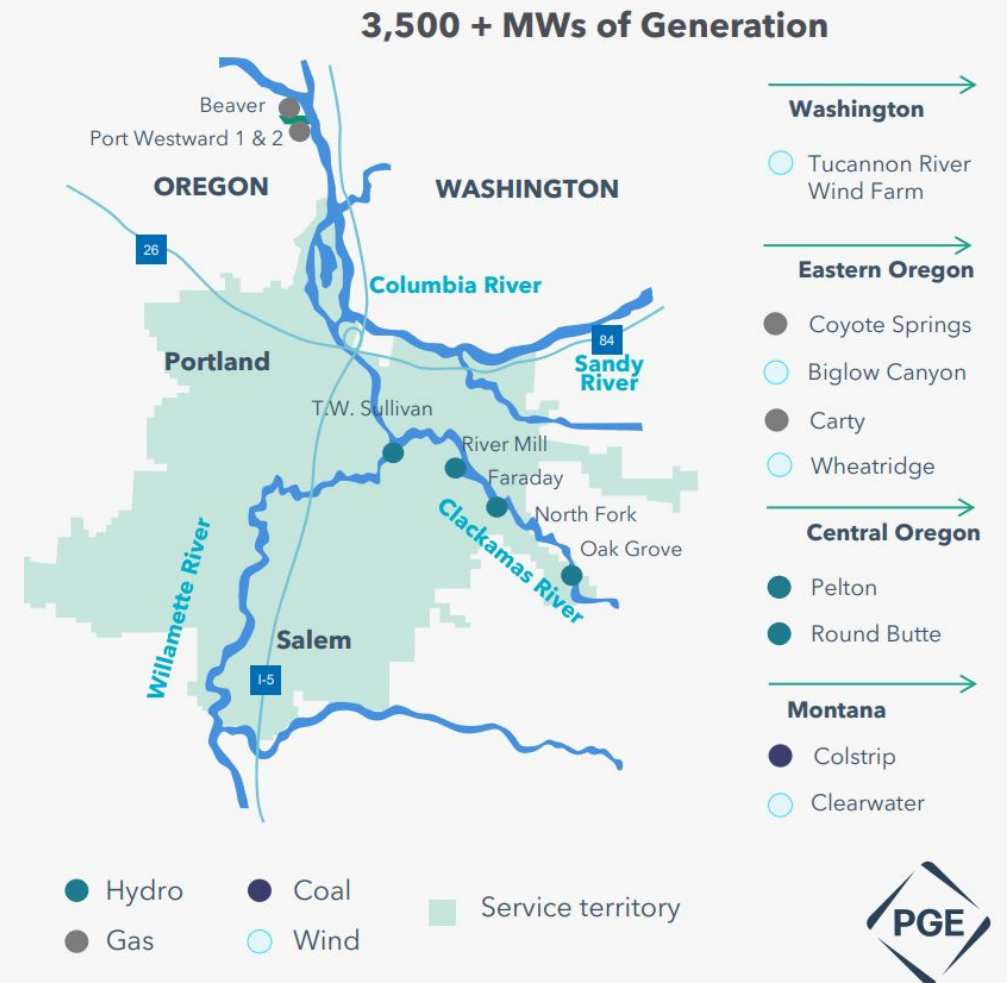 3,500 + MWs of Generation
Beaver
Port Westward 1 & 2
OREGON
WASHINGTON
26
Columbia River
84
Sandy
River
Portland
T.W. Sullivan
River Mill
Faraday
North Fork
Oak Grove
Clackamas River
Willamette River
Salem
I-5
Washington
Tucannon River
Wind Farm
Eastern Oregon
Coyote Springs
Biglow Canyon
Carty
Wheatridge
Central Oregon
Pelton
Round Butte
Montana
Colstrip
Clearwater
Hydro
Coal
Gas
Wind
Service territory
PGE